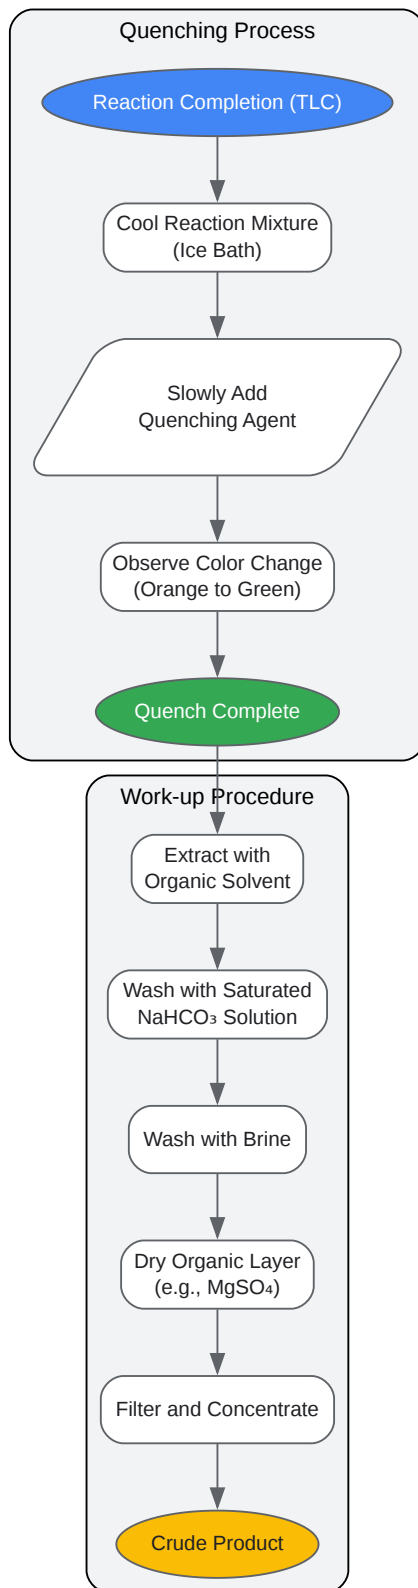 Quenching Process
Reaction Completion (TLC)
Cool Reaction Mixture
(Ice Bath)
Slowly Add
Quenching Agent
Observe Color Change
(Orange to Green)
Quench Complete
Work-up Procedure
Extract with
Organic Solvent
Wash with Saturated
NaHCO₃ Solution
Wash with Brine
Dry Organic Layer
(e.g., MgSO₄)
Filter and Concentrate
Crude Product